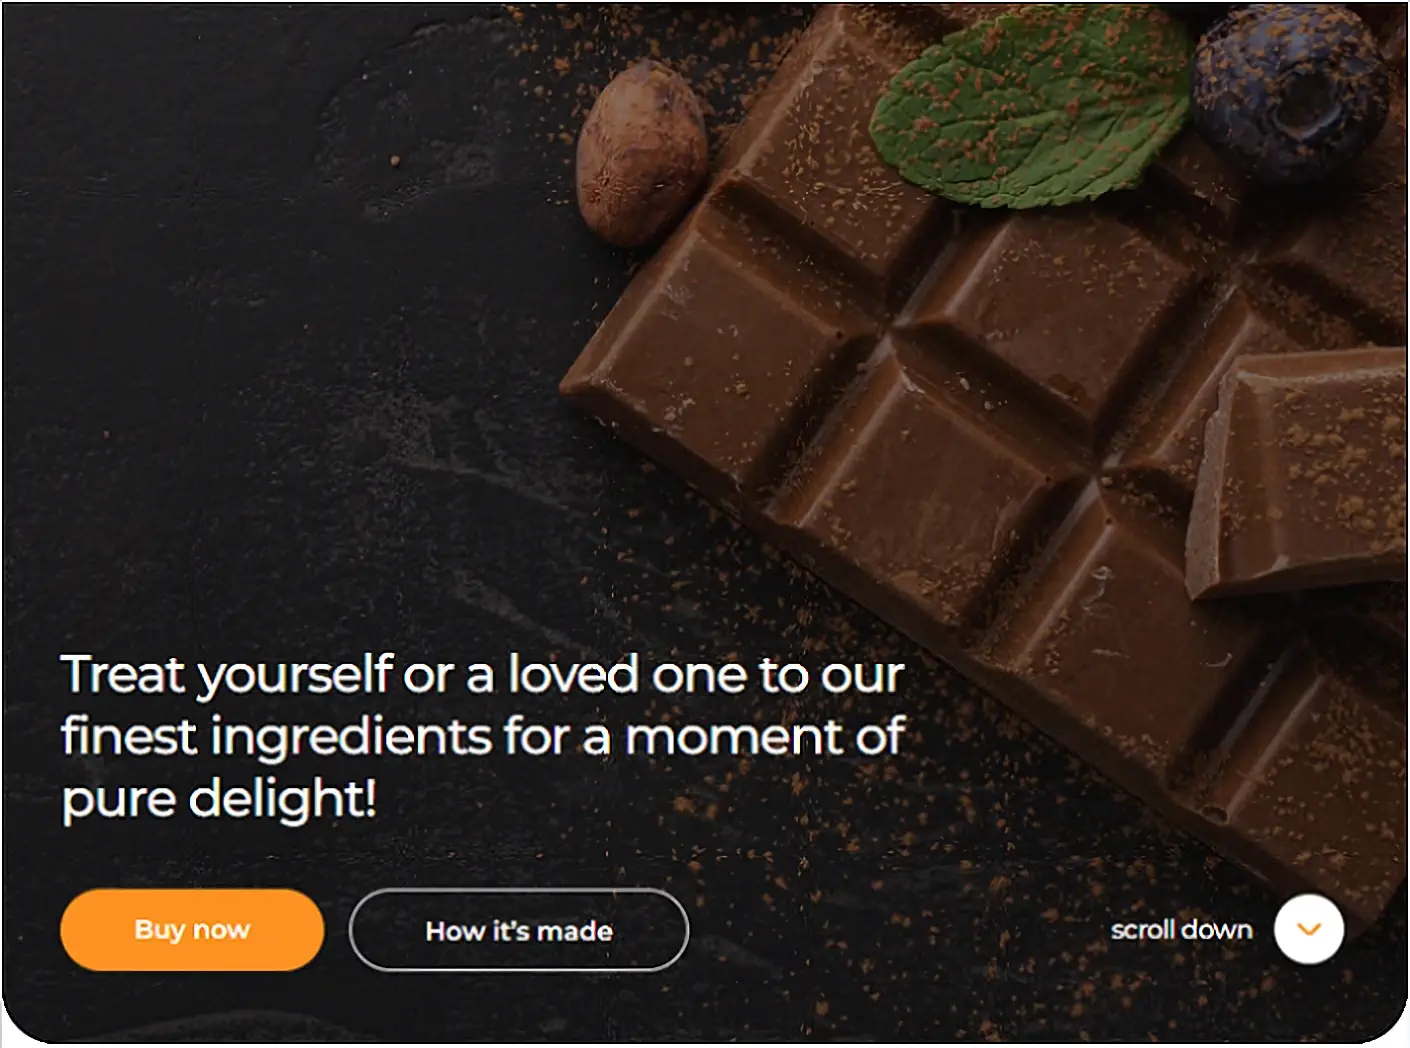 Treat yourself or a loved one to our
finest ingredients for a moment of
pure delight!
Buy now
How it's made
scroll down